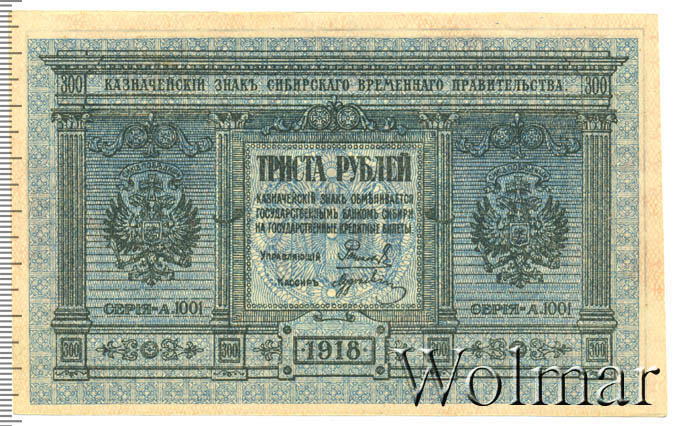 300 КАЗНАЧЕЙСКІЙ ЗНАКЪ СИБИРСКАГО ВРЕМЕННАГО ПРАВИТЕЛЬСТВА. 300
ТРИСТА РУБЛЕЙ
КАЗНАЧЕЙСКІЙ ЗНАКЪ ОБМѢНИВАЕТСЯ
ГОСУДАРСТВЕННЫМЪ БАНКОМЪ СИБИРИ
НА ГОСУДАРСТВЕННЫЕ КРЕДИТНЫЕ БИЛЕТЫ.
УПРАВЛЯЮЩІЙ
КАССИРЪ
СЕРІЯ-А.1001 СЕРІЯ-А.1001
300 300 1918 300
Wolmar